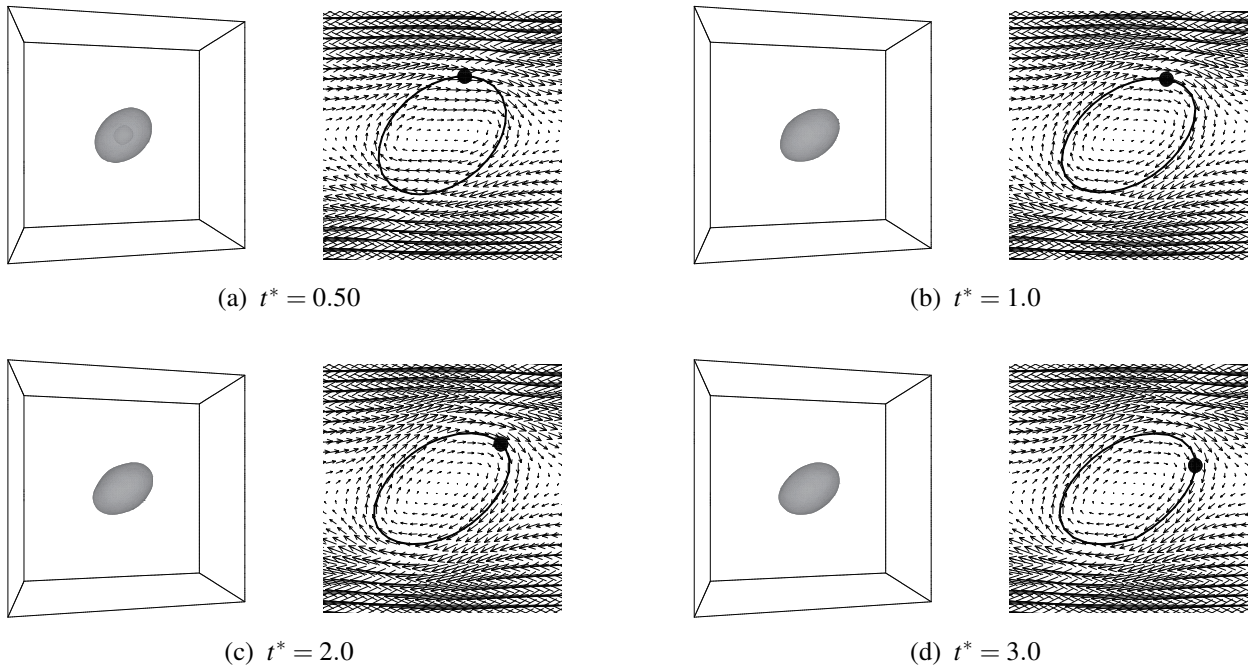 (a) t* = 0.50
(b) t* = 1.0
(c) t* = 2.0
(d) t* = 3.0